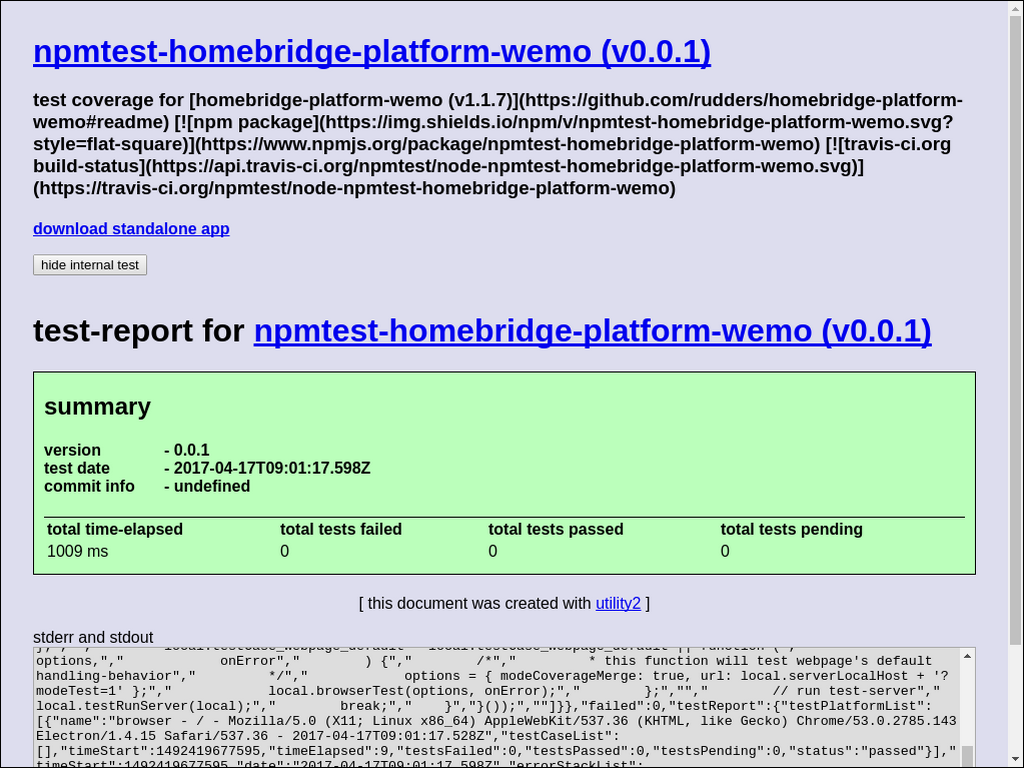 npmtest-homebridge-platform-wemo (v0.0.1)
test coverage for [homebridge-platform-wemo (v1.1.7)](https://github.com/rudders/homebridge-platform-
wemo#readme) [![npm package](https://img.shields.io/npm/v/npmtest-homebridge-platform-wemo.svg?
style=flat-square)](https://www.npmjs.org/package/npmtest-homebridge-platform-wemo) [![travis-ci.org
build-status](https://api.travis-ci.org/npmtest/node-npmtest-homebridge-platform-wemo.svg)]
(https://travis-ci.org/npmtest/node-npmtest-homebridge-platform-wemo)
download standalone app
hide internal test
test-report for npmtest-homebridge-platform-wemo (v0.0.1)
summary
version - 0.0.1
test date - 2017-04-17T09:01:17.598Z
commit info - undefined
total time-elapsed total tests failed total tests passed total tests pending
1009 ms 0 0 0
[ this document was created with utility2 ]
stderr and stdout
options,"," onError"," ) {"," /*"," * this function will test webpage's default
handling-behavior"," */"," options = { modeCoverageMerge: true, url: local.serverLocalHost + '?
modeTest=1' };"," local.browserTest(options, onError);"," };",""," // run test-server","
local.testRunServer(local);"," break;"," }","}());",""]}},"failed":0,"testReport":{"testPlatformList":
[{"name":"browser - / - Mozilla/5.0 (X11; Linux x86_64) AppleWebKit/537.36 (KHTML, like Gecko) Chrome/53.0.2785.143
Electron/1.4.15 Safari/537.36 - 2017-04-17T09:01:17.528Z","testCaseList":
[],"timeStart":1492419677595,"timeElapsed":9,"testsFailed":0,"testsPassed":0,"testsPending":0,"status":"passed"}],"
timeStart":1492419677595,"date":"2017-04-17T09:01:17.598Z","errorStackList":